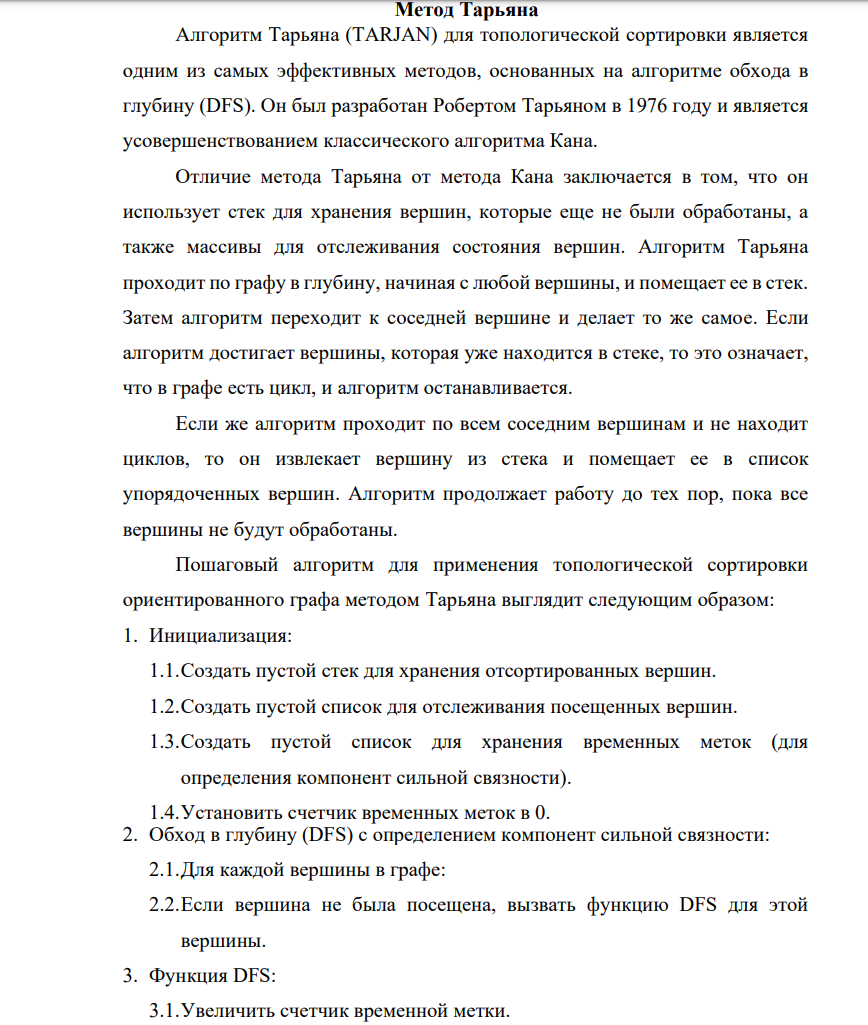 Метод Тарьяна
Алгоритм Тарьяна (TARJAN) для топологической сортировки является
одним из самых эффективных методов, основанных на алгоритме обхода в
глубину (DFS). Он был разработан Робертом Тарьяном в 1976 году и является
усовершенствованием классического алгоритма Кана.
Отличие метода Тарьяна от метода Кана заключается в том, что он
использует стек для хранения вершин, которые еще не были обработаны, а
также массивы для отслеживания состояния вершин. Алгоритм Тарьяна
проходит по графу в глубину, начиная с любой вершины, и помещает ее в стек.
Затем алгоритм переходит к соседней вершине и делает то же самое. Если
алгоритм достигает вершины, которая уже находится в стеке, то это означает,
что в графе есть цикл, и алгоритм останавливается.
Если же алгоритм проходит по всем соседним вершинам и не находит
циклов, то он извлекает вершину из стека и помещает ее в список
упорядоченных вершин. Алгоритм продолжает работу до тех пор, пока все
вершины не будут обработаны.
Пошаговый алгоритм для применения топологической сортировки
ориентированного графа методом Тарьяна выглядит следующим образом:
1. Инициализация:
1.1.Создать пустой стек для хранения отсортированных вершин.
1.2.Создать пустой список для отслеживания посещенных вершин.
1.3.Создать пустой список для хранения временных меток (для
определения компонент сильной связности).
1.4.Установить счетчик временных меток в 0.
2. Обход в глубину (DFS) с определением компонент сильной связности:
2.1.Для каждой вершины в графе:
2.2.Если вершина не была посещена, вызвать функцию DFS для этой
вершины.
3. Функция DFS:
3.1.Увеличить счетчик временной метки.